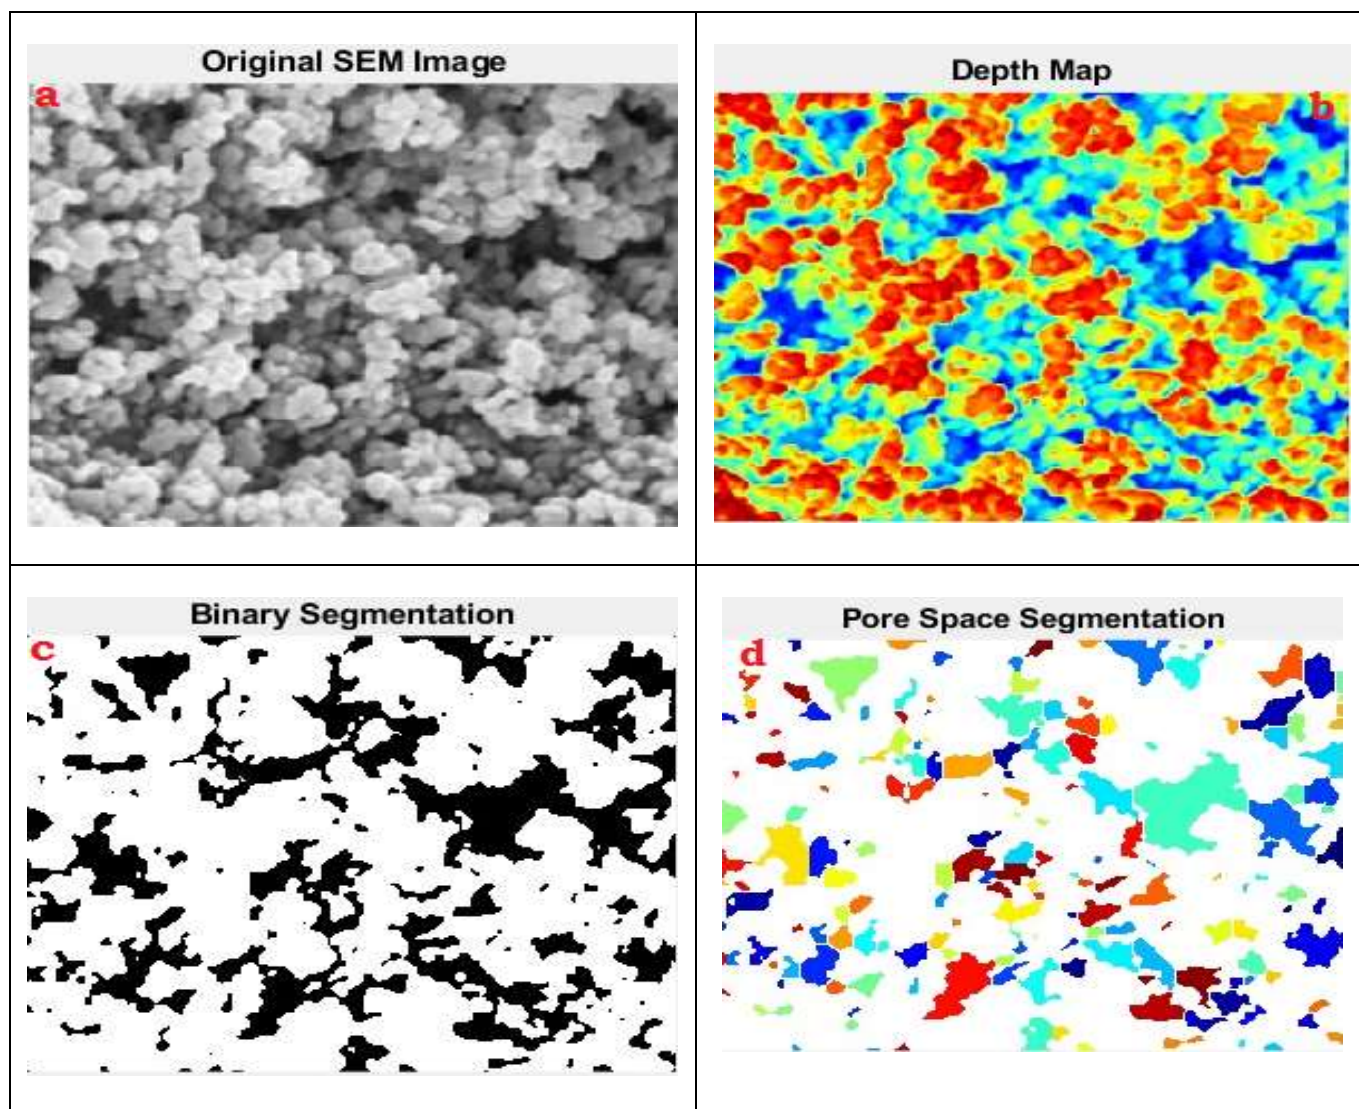 Original SEM Image
a
Depth Map
b
Binary Segmentation
c
Pore Space Segmentation
d